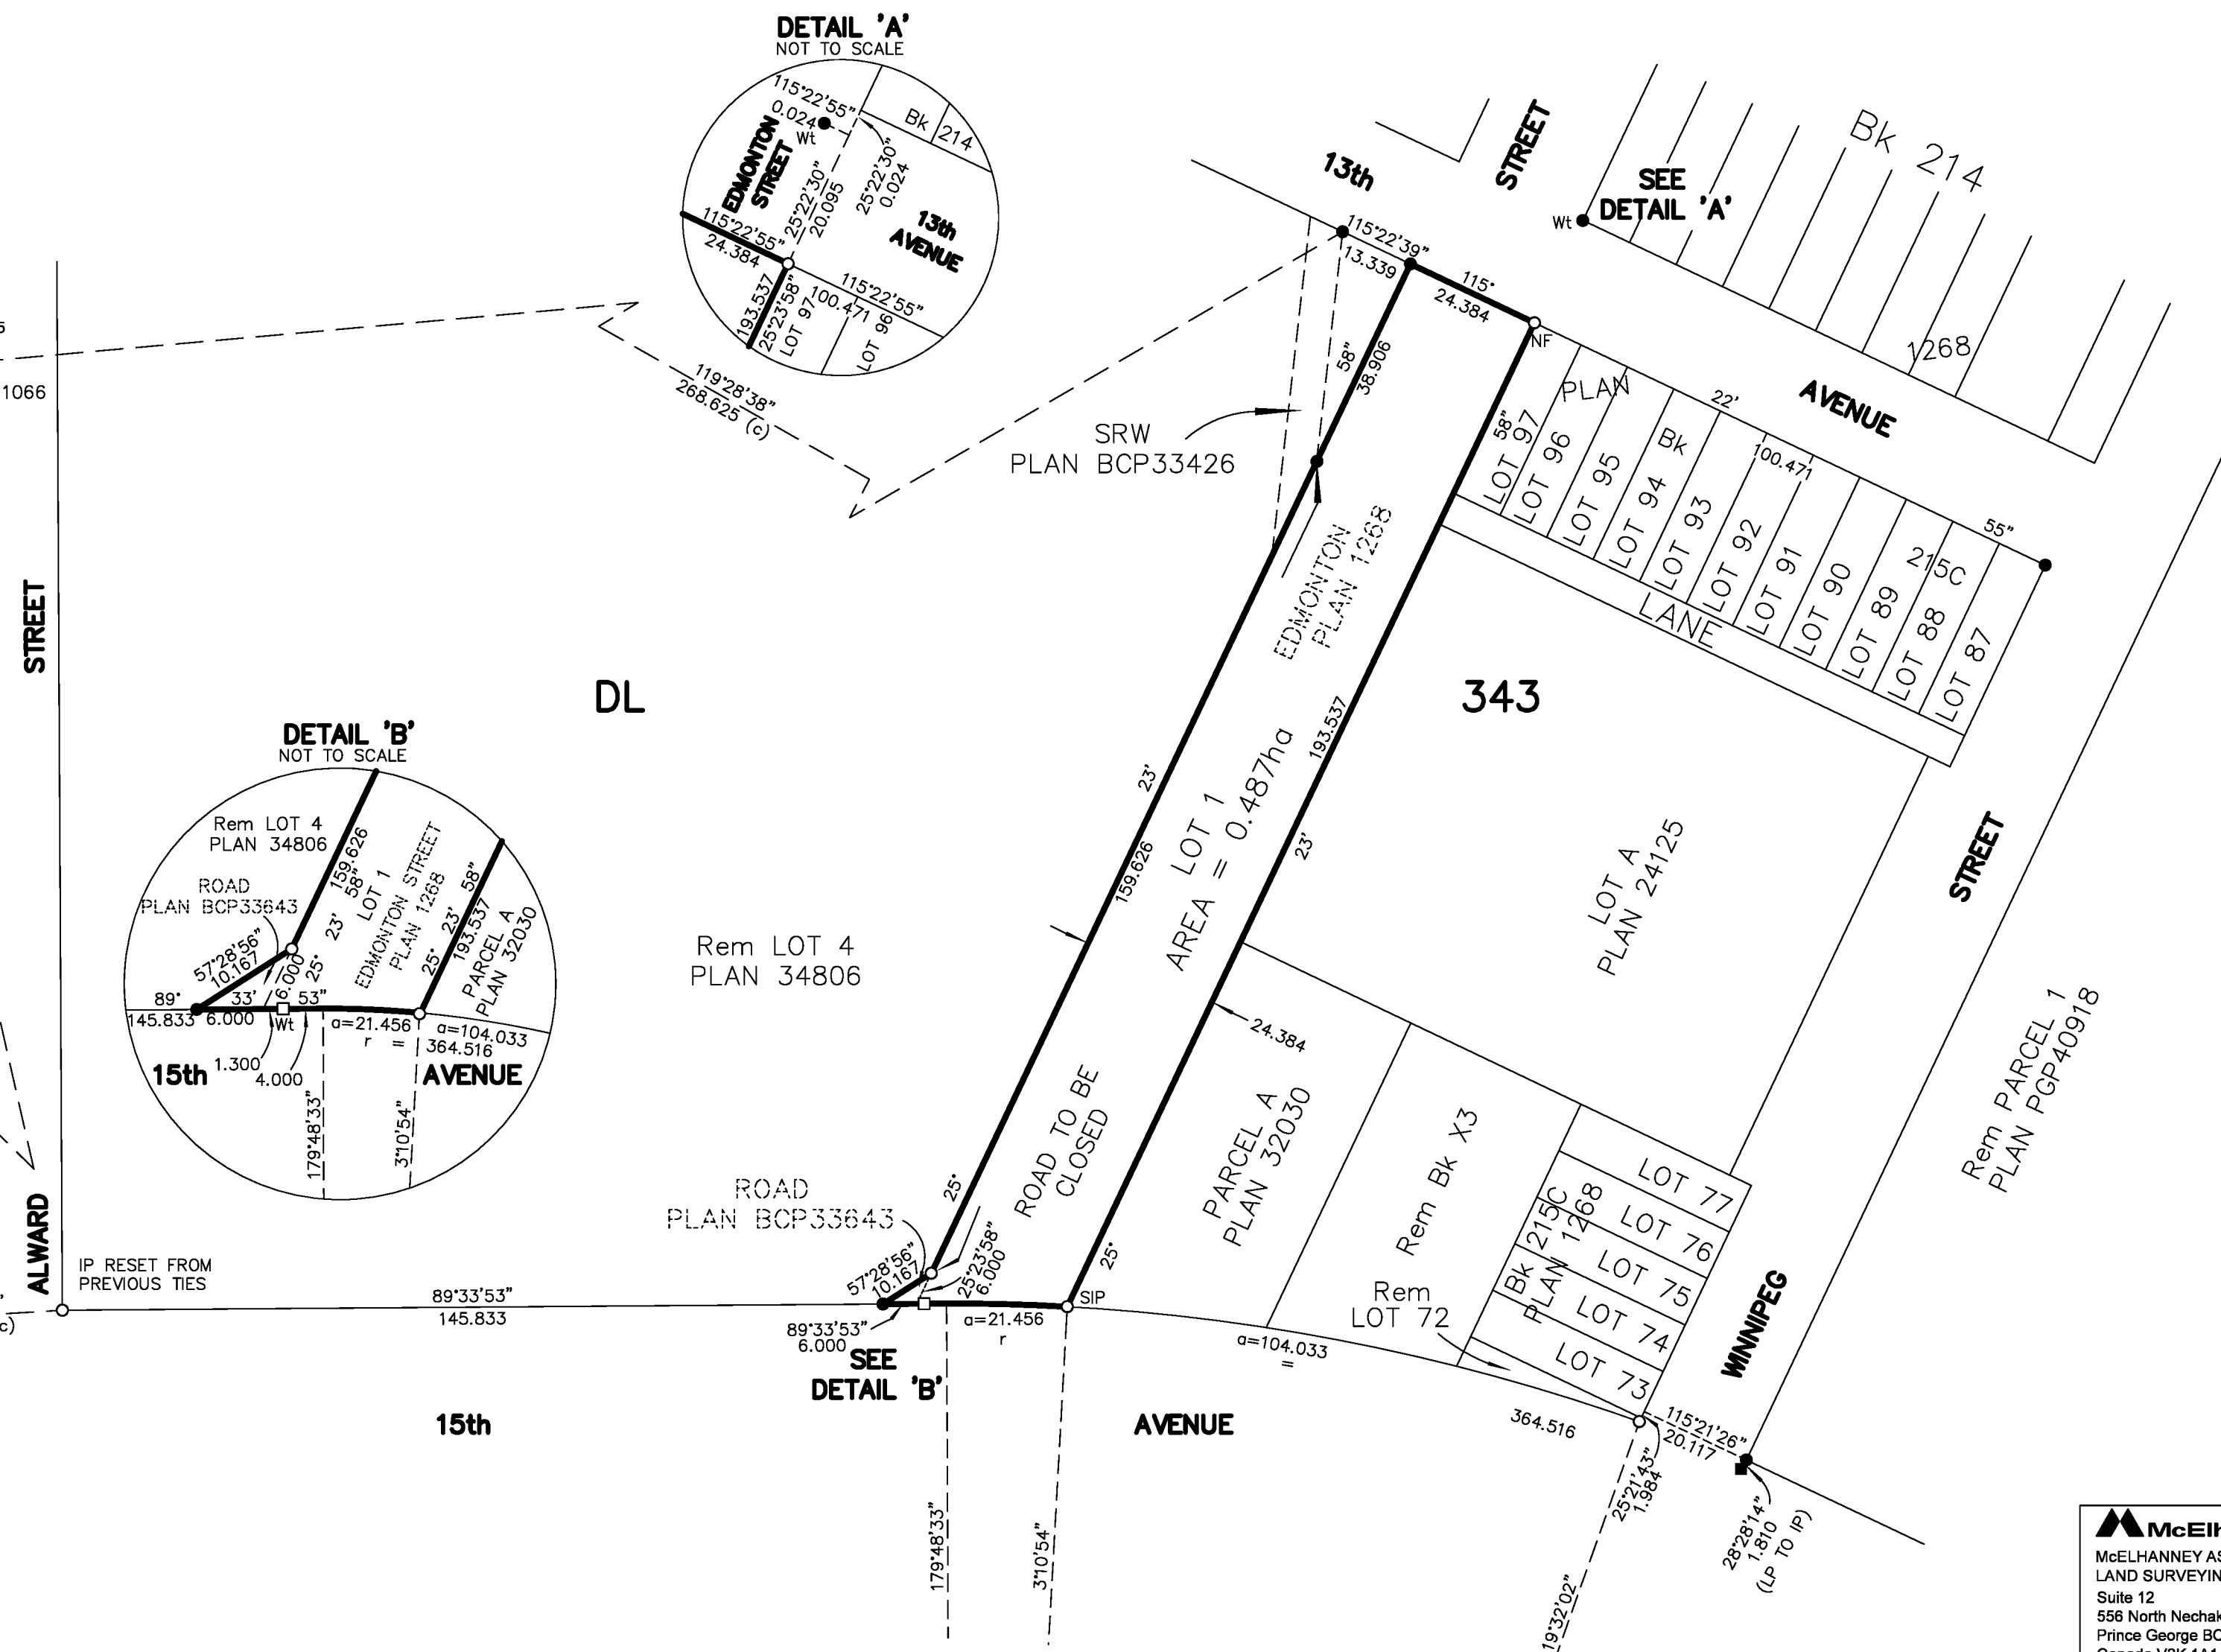 DETAIL 'A'
NOT TO SCALE
115°22'55"
0.024
Wt
EDMONTON
STREET
Bk 214
25°22'30"
20.095
25°22'30"
0.024
13th
AVENUE
115°22'55"
24.384
115°22'55"
100.471
193.537
25°23'58"
LOT 97
LOT 96
13th
STREET
SEE
DETAIL 'A'
Wt
Bk 214
1268
AVENUE
115°22'39"
13.339
115°
24.384
NF
58"
38.906
58"
PLAN
22'
Bk
100.471
55"
215C
LOT 97
LOT 96
LOT 95
LOT 94
LOT 93
LOT 92
LOT 91
LOT 90
LOT 89
LOT 88
LOT 87
LANE
1066
119°28'38"
268.625 (c)
SRW
PLAN BCP33426
EDMONTON
PLAN 1268
STREET
DL
343
193.537
23'
23'
159.626
LOT 1
AREA = 0.487ha
LOT A
PLAN 24125
STREET
DETAIL 'B'
NOT TO SCALE
Rem LOT 4
PLAN 34806
159.626
58"
23'
25°
LOT 1
EDMONTON STREET
PLAN 1268
ROAD
PLAN BCP33643
57°28'56"
10.167
6.000
58"
23'
25°
193.537
PARCEL A
PLAN 32030
89° 33' 53"
145.833 6.000
Wt
a=21.456
a=104.033
r = 364.516
1.300
4.000
15th
AVENUE
179°48'33"
3°10'54"
Rem LOT 4
PLAN 34806
24.384
ROAD TO BE
CLOSED
PARCEL A
PLAN 32030
Rem Bk X3
Rem PARCEL 1
PLAN PGP40918
ROAD
PLAN BCP33643
25°
25°
57°28'56"
10.167
25°23'58"
6.000
SIP
ALWARD
IP RESET FROM
PREVIOUS TIES
89°33'53"
145.833
89°33'53"
6.000
a=21.456
r
a=104.033
=
364.516
SEE
DETAIL 'B'
15th
AVENUE
Rem
LOT 72
Bk 215C
PLAN 1268
LOT 77
LOT 76
LOT 75
LOT 74
LOT 73
WINNIPEG
115°21'26"
20.117
25°21'43"
1.984
28°28'14"
1.810
(LP TO IP)
179°48'33"
3°10'54"
19°32'02"
McElh
McELHANNEY AS
LAND SURVEYIN
Suite 12
556 North Nechak
Prince George BC